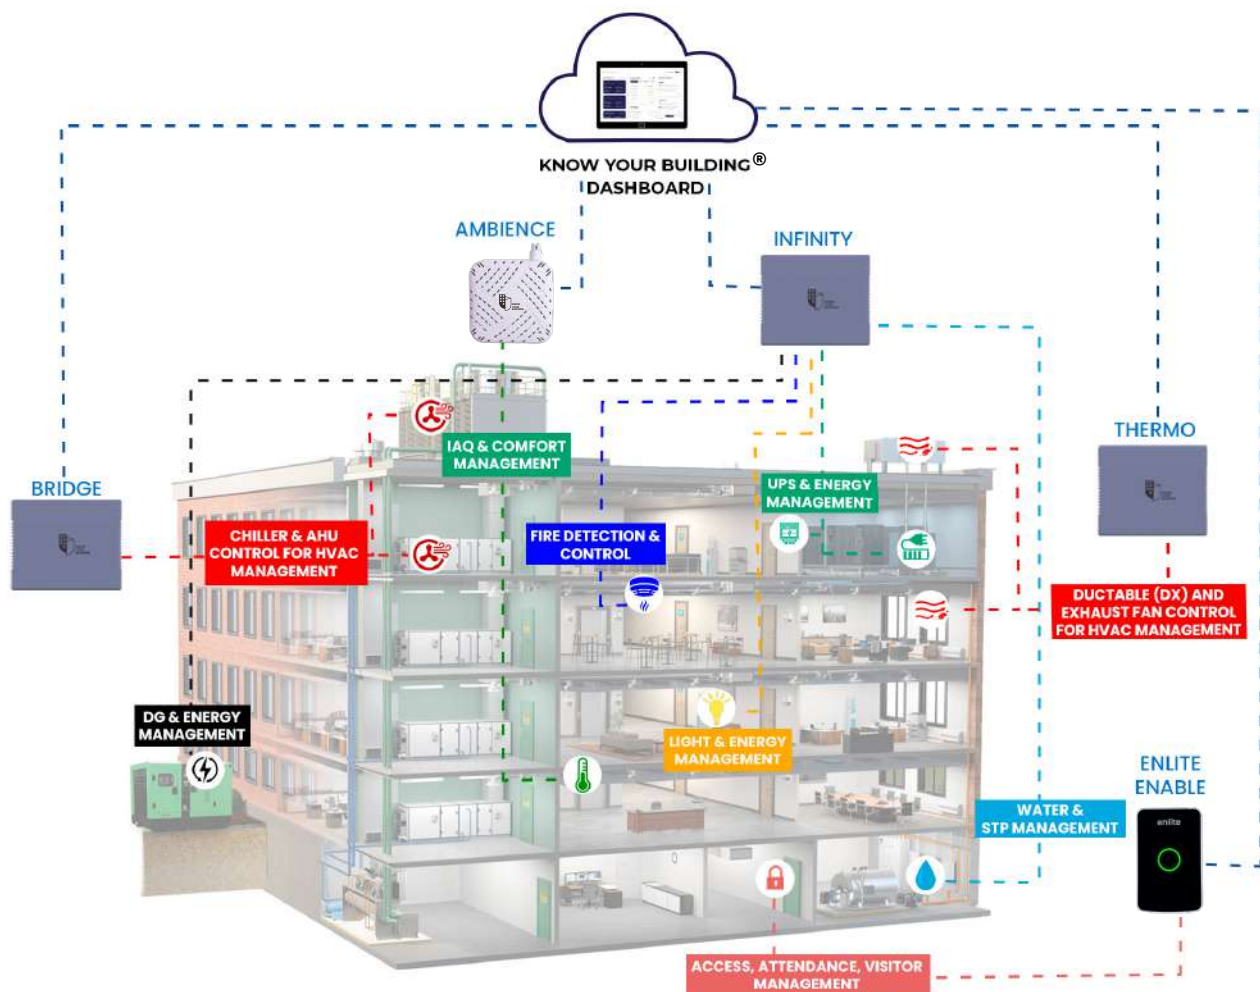 KNOW YOUR BUILDING®
DASHBOARD
AMBIENCE
INFINITY
THERMO
BRIDGE
IAQ & COMFORT
MANAGEMENT
UPS & ENERGY
MANAGEMENT
CHILLER & AHU
CONTROL FOR HVAC
MANAGEMENT
FIRE DETECTION &
CONTROL
DUCTABLE (DX) AND
EXHAUST FAN CONTROL
FOR HVAC MANAGEMENT
DG & ENERGY
MANAGEMENT
LIGHT & ENERGY
MANAGEMENT
ENLITE
ENABLE
WATER &
STP MANAGEMENT
enlite
ACCESS, ATTENDANCE, VISITOR
MANAGEMENT